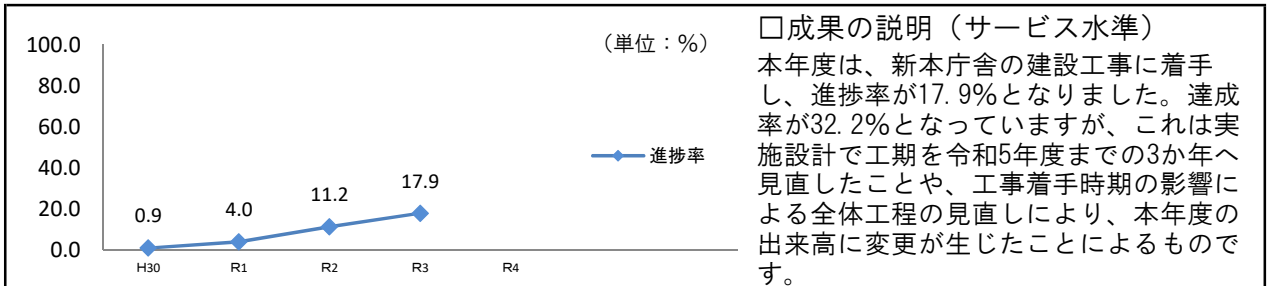 100.0
80.0
60.0
40.0
20.0
0.0
（単位：％）
0.9
4.0
11.2
17.9
進捗率
H30
R1
R2
R3
R4
□成果の説明（サービス水準）
本年度は、新本庁舎の建設工事に着手
し、進捗率が17.9%となりました。達成
率が32.2%となっていますが、これは実
施設計で工期を令和5年度までの3か年へ
見直したことや、工事着手時期の影響に
よる全体工程の見直しにより、本年度の
出来高に変更が生じたことによるもので
す。